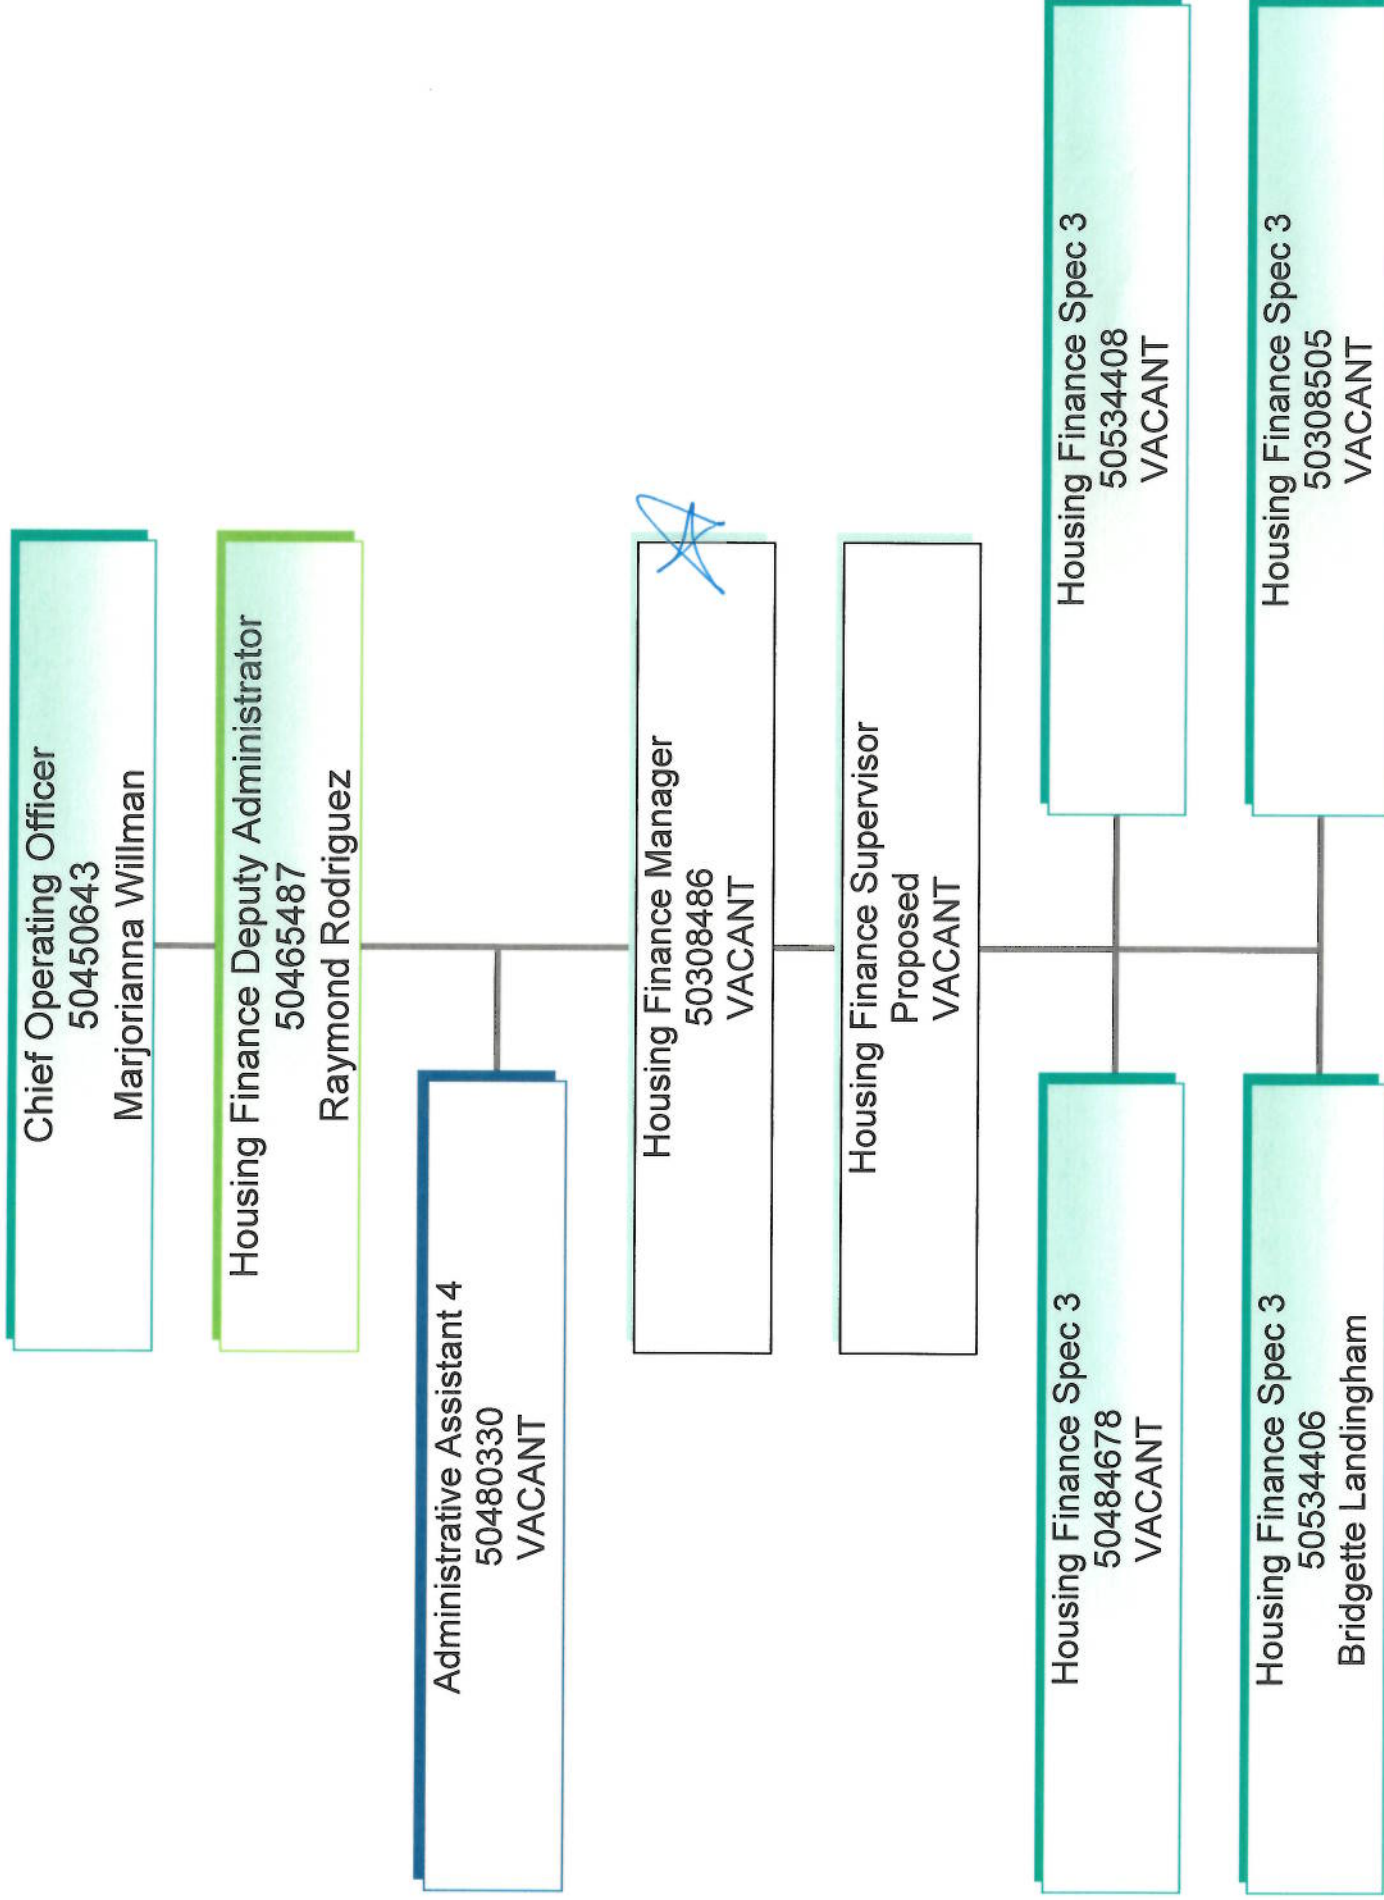 Chief Operating Officer
50450643
Marjorianna Willman
Housing Finance Deputy Administrator
50465487
Raymond Rodriguez
Administrative Assistant 4
50480330
VACANT
Housing Finance Manager
50308486
VACANT
Housing Finance Supervisor
Proposed
VACANT
Housing Finance Spec 3
50484678
VACANT
Housing Finance Spec 3
50534408
VACANT
Housing Finance Spec 3
50534406
Bridgette Landingham
Housing Finance Spec 3
50308505
VACANT